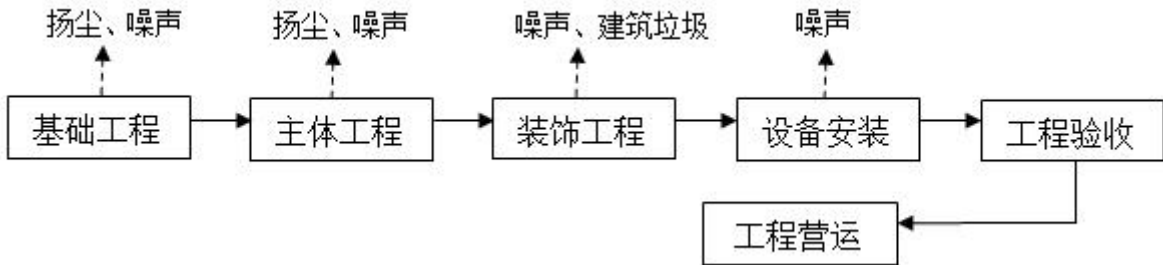 扬尘、噪声
扬尘、噪声
噪声、建筑垃圾
噪声
基础工程
主体工程
装饰工程
设备安装
工程验收
工程营运